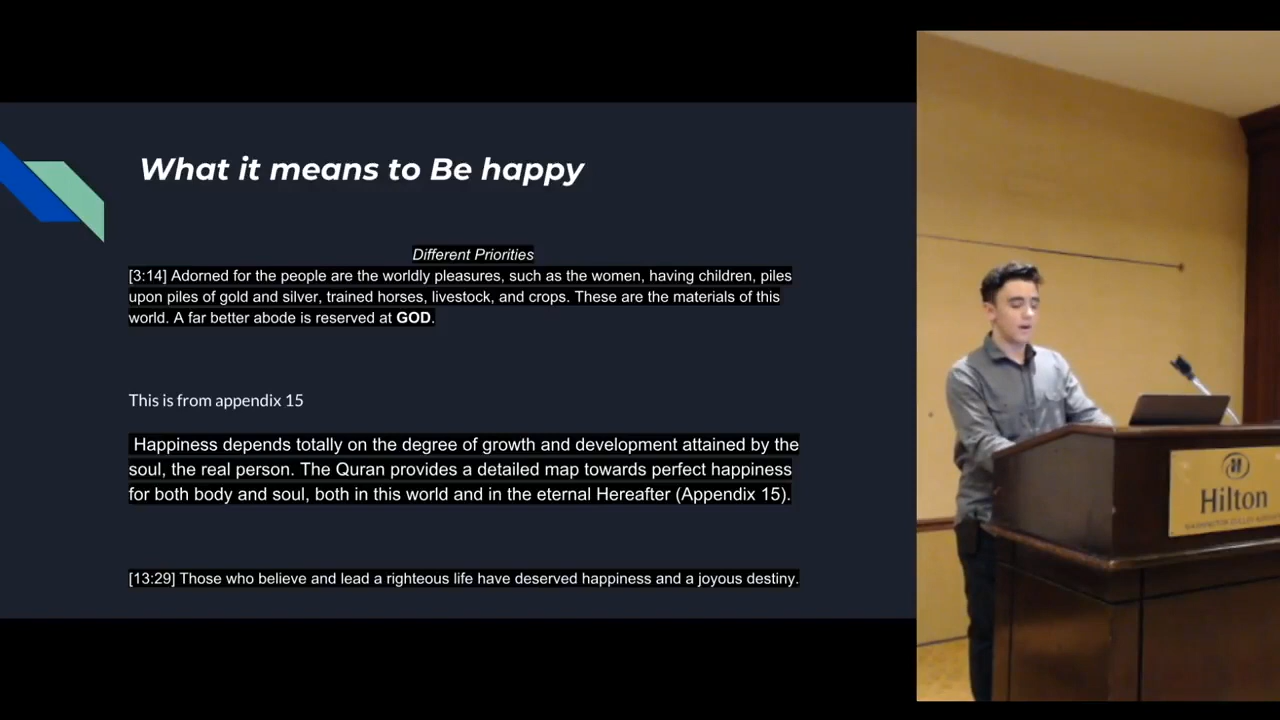 What it means to Be happy
Different Priorities
[3:14] Adorned for the people are the worldly pleasures, such as the women, having children, piles
upon piles of gold and silver, trained horses, livestock, and crops. These are the materials of this
world. A far better abode is reserved at GOD.
This is from appendix 15
Happiness depends totally on the degree of growth and development attained by the
soul, the real person. The Quran provides a detailed map towards perfect happiness
for both body and soul, both in this world and in the eternal Hereafter (Appendix 15).
[13:29] Those who believe and lead a righteous life have deserved happiness and a joyous destiny.
Hilton
WASHINGTON DULLES